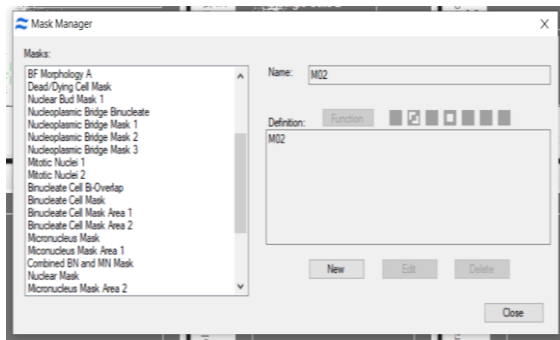 Mask Manager
X
Masks:
BF Morphology A
Dead/Dying Cell Mask
Nuclear Bud Mask 1
Nucleoplasmic Bridge Binucleate
Nucleoplasmic Bridge Mask 1
Nucleoplasmic Bridge Mask 2
Nucleoplasmic Bridge Mask 3
Mitotic Nuclei 1
Mitotic Nuclei 2
Binucleate Cell Bi-Overlap
Binucleate Cell Mask
Binucleate Cell Mask Area 1
Binucleate Cell Mask Area 2
Micronucleus Mask
Miconucleus Mask Area 1
Combined BN and MN Mask
Nuclear Mask
Micronucleus Mask Area 2
Name: M02
Definition: Function
M02
New Edit Delete
Close